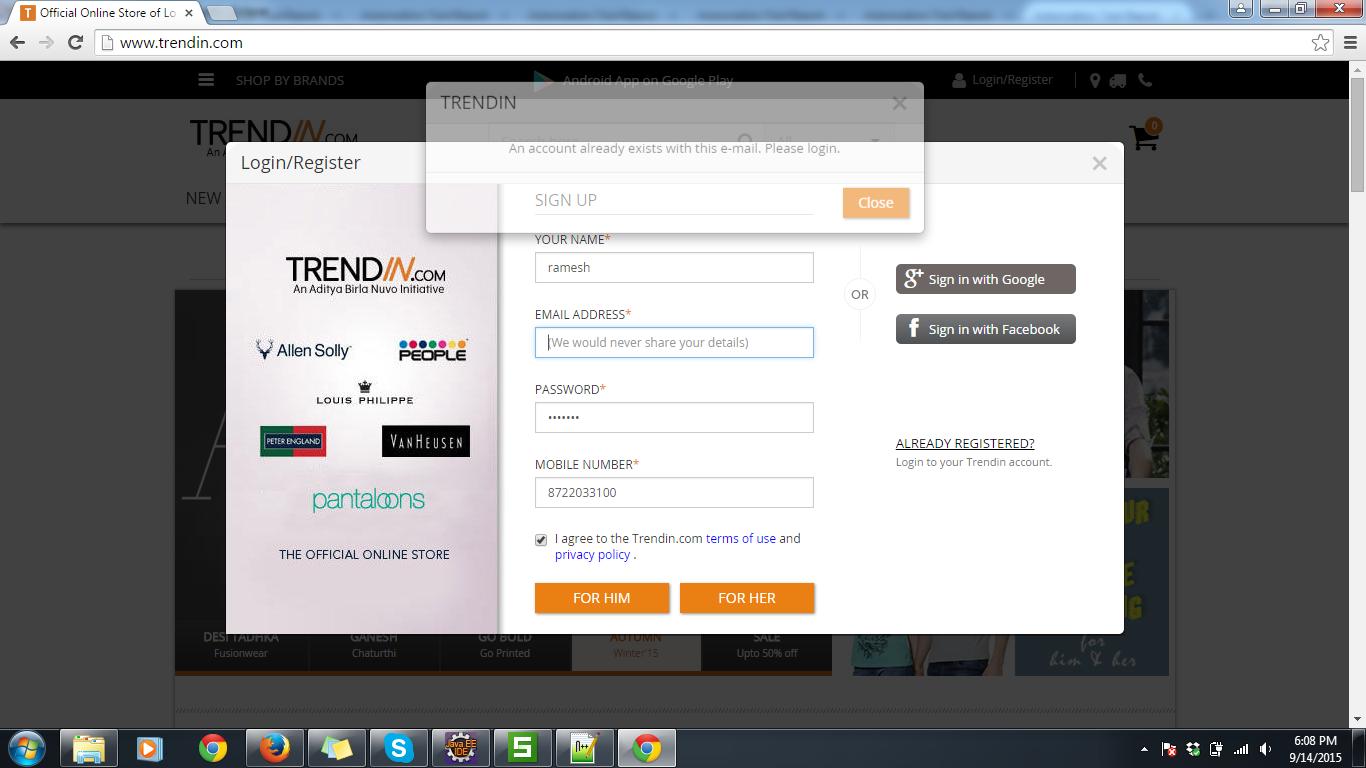 Official Online Store of Lo
www.trendin.com
SHOP BY BRANDS
Android App on Google Play
Login/Register
TRENDIN
TRENDIN.COM
0
An account already exists with this e-mail. Please login.
Login/Register
NEW
SIGN UP
Close
YOUR NAME*
ramesh
TRENDIN.COM
An Aditya Birla Nuvo Initiative
g+ Sign in with Google
OR
EMAIL ADDRESS*
(We would never share your details)
f Sign in with Facebook
Allen Solly
PEOPLE
LOUIS PHILIPPE
PASSWORD*
•••••••
PETER ENGLAND
VANHEUSEN
ALREADY REGISTERED?
Login to your Trendin account.
MOBILE NUMBER*
8722033100
pantaloons
I agree to the Trendin.com terms of use and
privacy policy .
THE OFFICIAL ONLINE STORE
FOR HIM
FOR HER
DESI TADHKA
Fusionwear
GANESH
Chaturthi
GO BOLD
Go Printed
AUTUMN
Winter'15
SALE
Upto 50% off
for
him & her
Java EE
IDE
S
N++
6:08 PM
9/14/2015